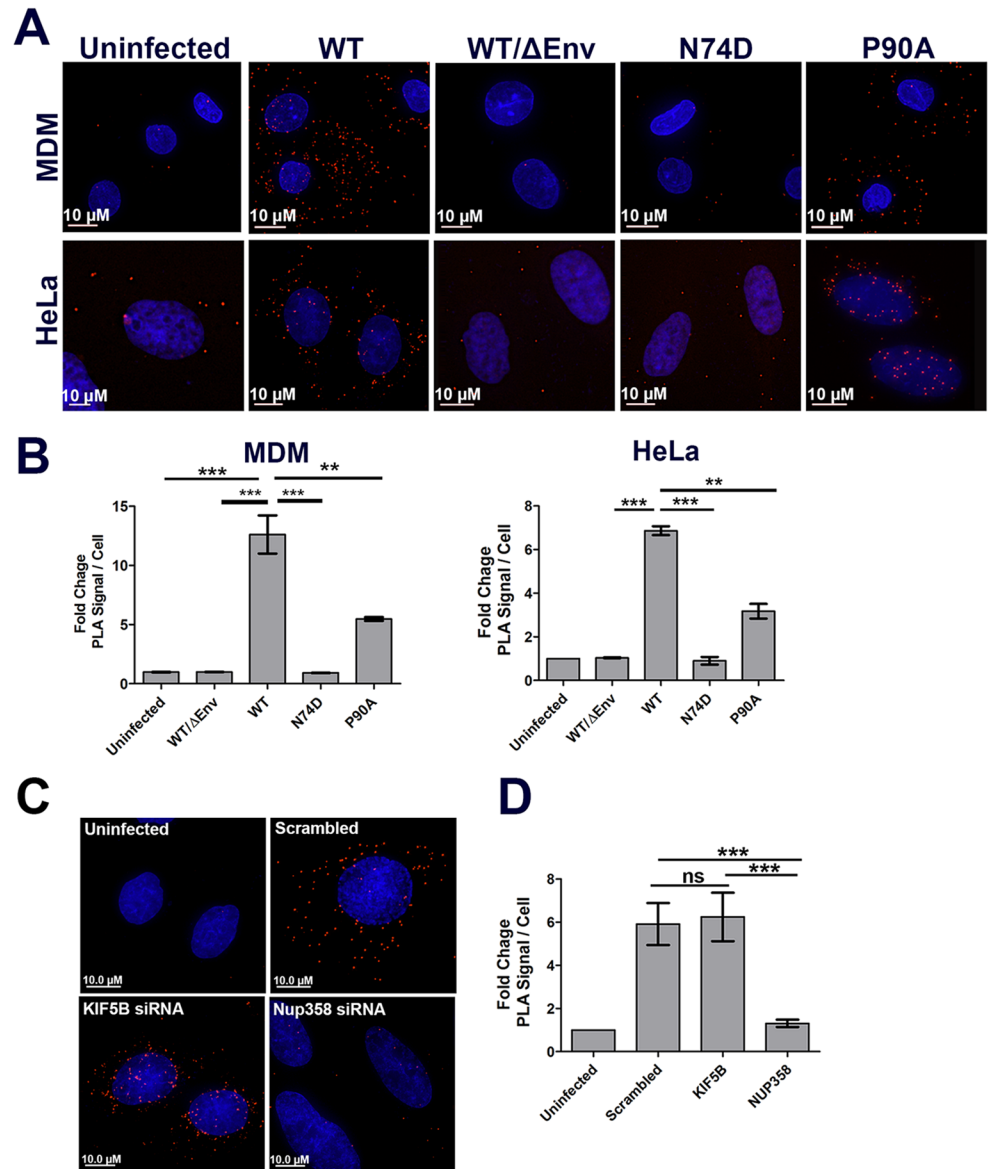 A
Uninfected WT WT/ΔEnv N74D P90A
MDM
10 μM 10 μM 10 μM 10 μM 10 μM
HeLa
10 μM 10 μM 10 μM 10 μM 10 μM
B
MDM
*** **
*** ***
Fold Chage
PLA Signal / Cell
15
10
5
0
Uninfected WT/ΔEnv WT N74D P90A
HeLa
**
*** ***
Fold Chage
PLA Signal / Cell
8
6
4
2
0
Uninfected WT/ΔEnv WT N74D P90A
C
Uninfected Scrambled
10.0 μM 10.0 μM
KIF5B siRNA Nup358 siRNA
10.0 μM 10.0 μM
D
***
ns ***
Fold Chage
PLA Signal / Cell
8
6
4
2
0
Uninfected Scrambled KIF5B NUP358